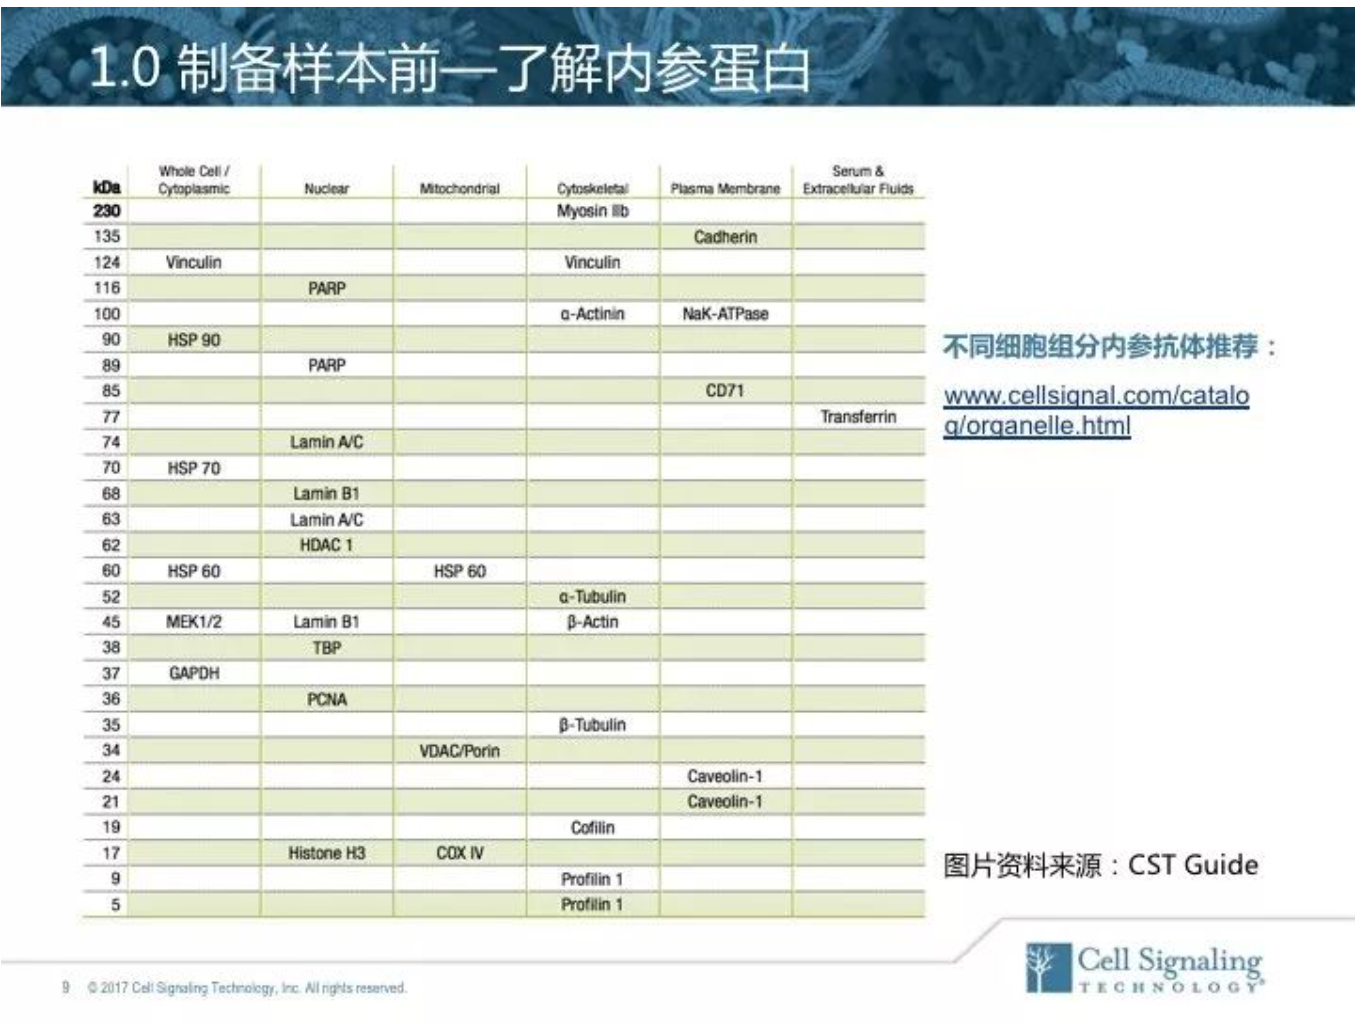 1.0 制备样本前—了解内参蛋白
kDa Whole Cell / Cytoplasmic Nuclear Mitochondrial Cytoskeletal Plasma Membrane Serum & Extracellular Fluids
230 Myosin IIb
135 Cadherin
124 Vinculin Vinculin
116 PARP
100 α-Actinin NaK-ATPase
90 HSP 90
89 PARP
85 CD71
77 Transferrin
74 Lamin A/C
70 HSP 70
68 Lamin B1
63 Lamin A/C
62 HDAC 1
60 HSP 60 HSP 60
52 α-Tubulin
45 MEK1/2 Lamin B1 β-Actin
38 TBP
37 GAPDH
36 PCNA
35 β-Tubulin
34 VDAC/Porin
24 Caveolin-1
21 Caveolin-1
19 Cofilin
17 Histone H3 COX IV
9 Profilin 1
5 Profilin 1
不同细胞组分内参抗体推荐：
www.cellsignal.com/catalo
g/organelle.html
图片资料来源：CST Guide
Cell Signaling
TECHNOLOGY®
9 © 2017 Cell Signaling Technology, Inc. All rights reserved.